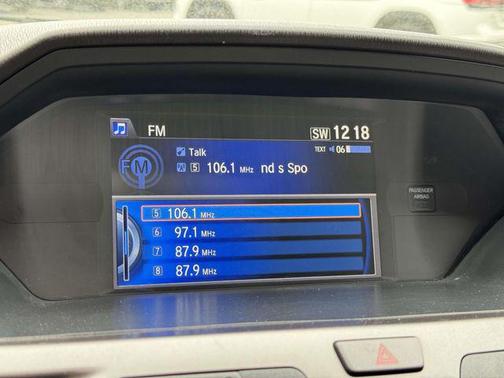 FM
SW 12 18
Talk
TEXT 06
5 106.1 MHz nd s Spo
FM
5 106.1 MHz
6 97.1 MHz
7 87.9 MHz
8 87.9 MHz
PASSENGER
AIRBAG